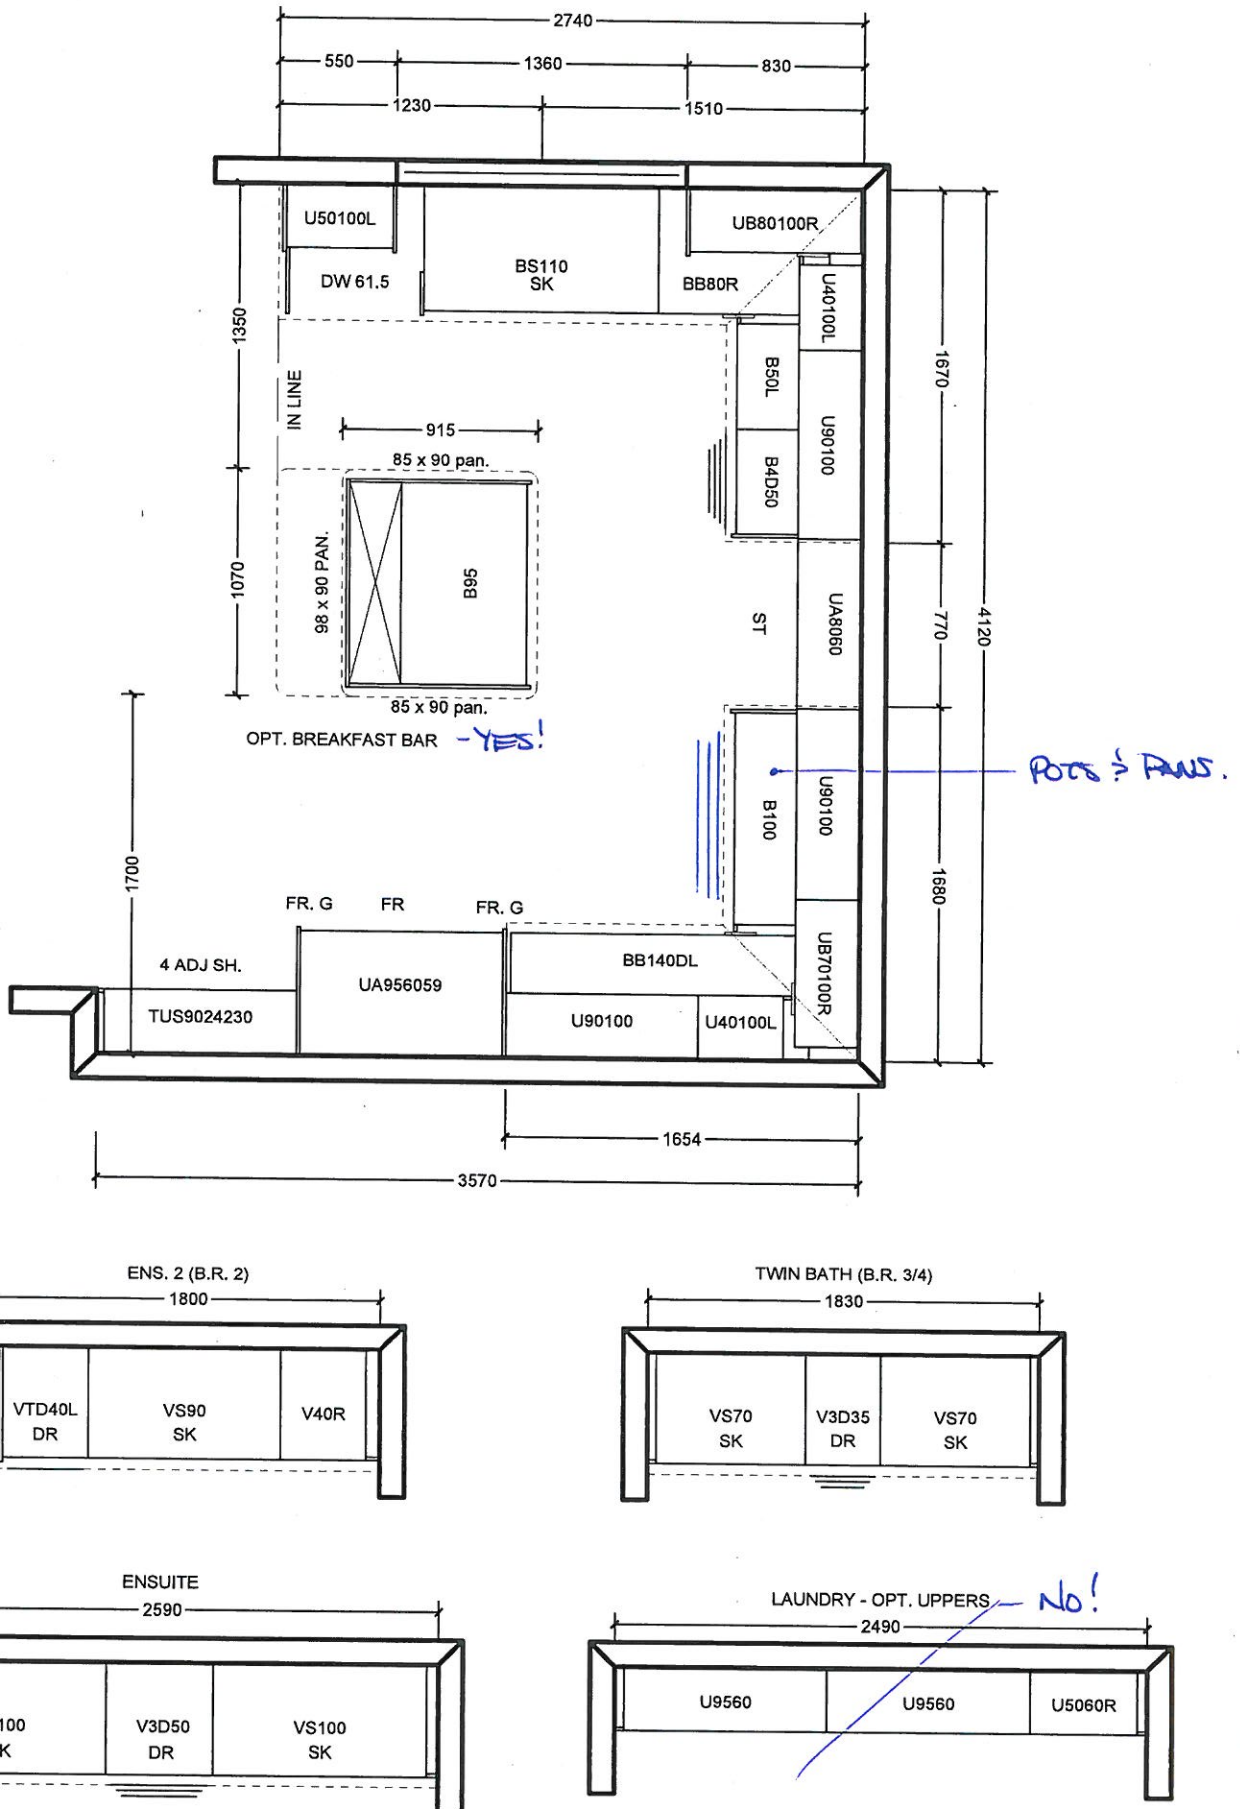 2740
550 1360 830
1230 1510
U50100L
UB80100R
DW 61.5
BS110
SK
BB80R
U40100L
1350
IN LINE
B50L
U90100
1670
915
85 x 90 pan.
B4D50
98 x 90 PAN.
1070
B95
ST
UA8060
770
4120
85 x 90 pan.
OPT. BREAKFAST BAR - YES!
POTS & PANS.
B100
U90100
1700
1680
FR. G FR FR. G
4 ADJ SH.
BB140DL
UB70100R
UA956059
TUS9024230
U90100
U40100L
1654
3570
ENS. 2 (B.R. 2)
1800
VTD40L
DR
VS90
SK
V40R
TWIN BATH (B.R. 3/4)
1830
VS70
SK
V3D35
DR
VS70
SK
ENSUITE
2590
100
K
V3D50
DR
VS100
SK
LAUNDRY - OPT. UPPERS - NO!
2490
U9560
U9560
U5060R